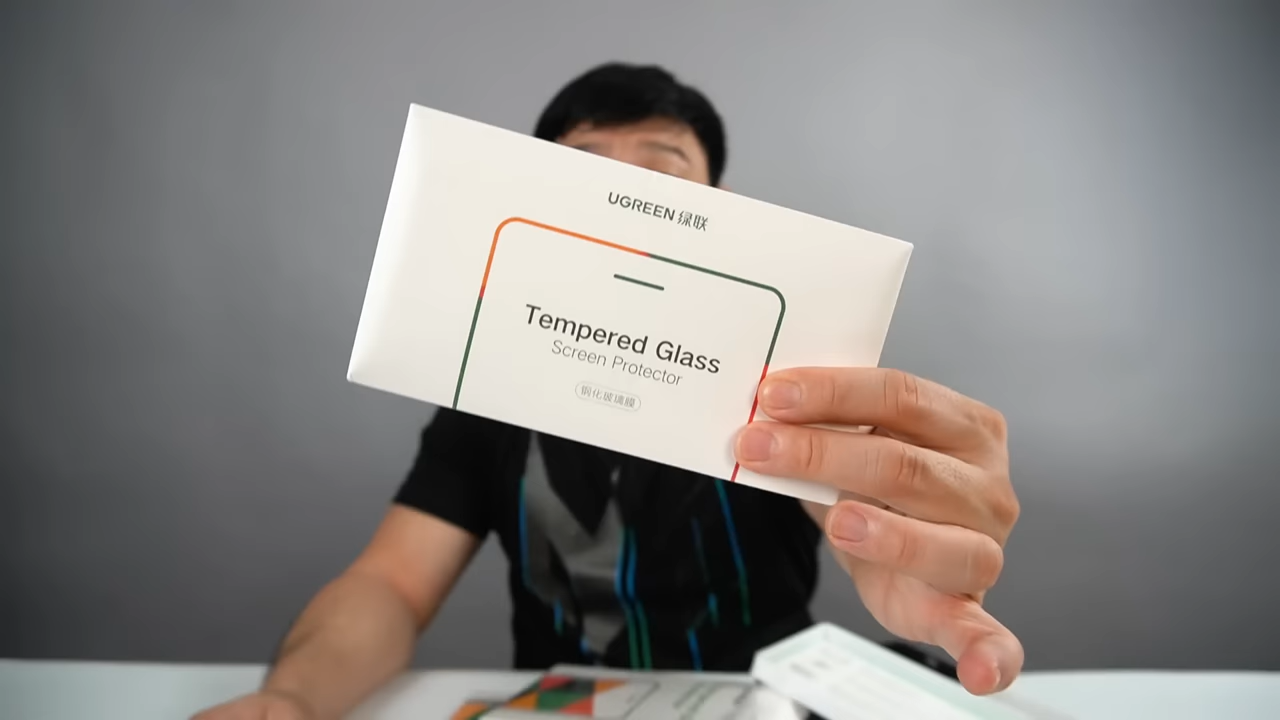 UGREEN 绿联
Tempered Glass
Screen Protector
钢化玻璃膜